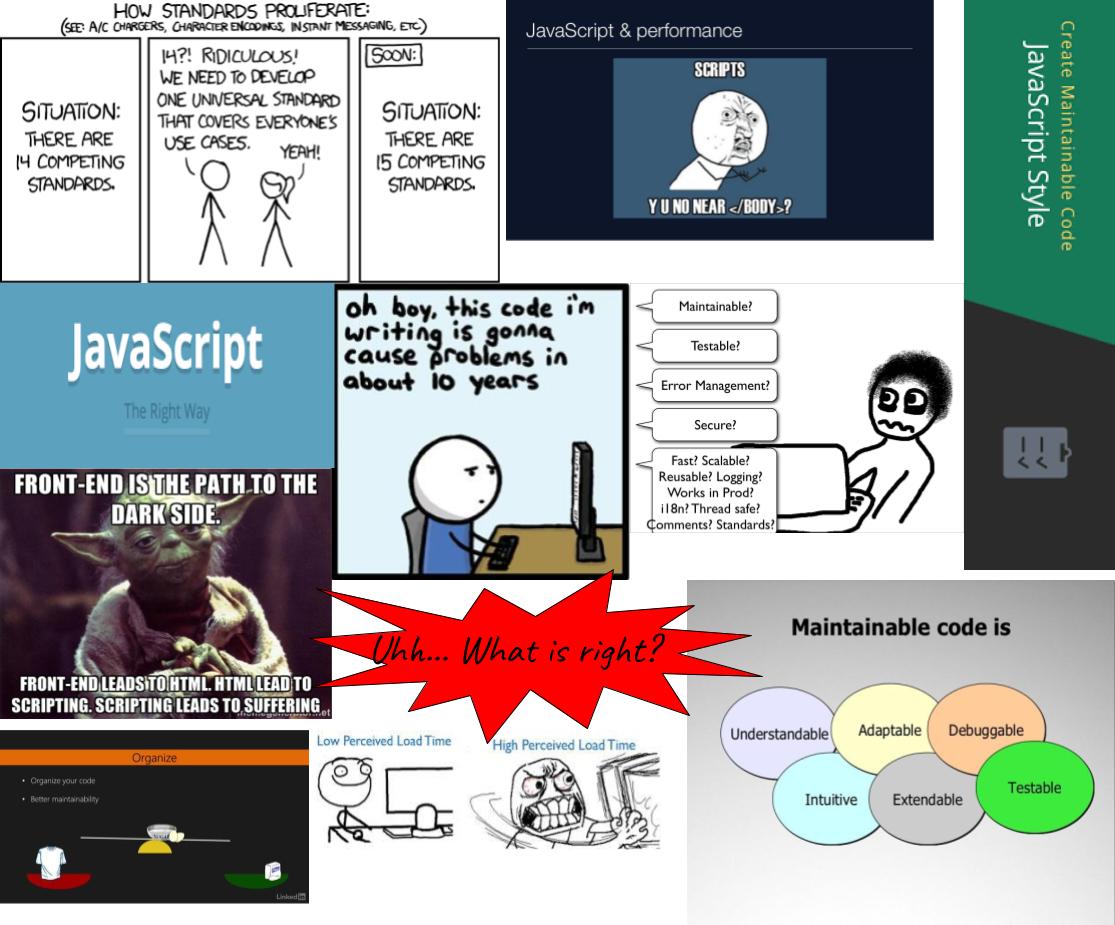 HOW STANDARDS PROLIFERATE:
(SEE: A/C CHARGERS, CHARACTER ENCODINGS, INSTANT MESSAGING, ETC.)
SITUATION:
THERE ARE
14 COMPETING
STANDARDS.
14?! RIDICULOUS!
WE NEED TO DEVELOP
ONE UNIVERSAL STANDARD
THAT COVERS EVERYONE'S
USE CASES.
YEAH!
SOON:
SITUATION:
THERE ARE
15 COMPETING
STANDARDS.
JavaScript & performance
SCRIPTS
Y U NO NEAR </BODY>?
Create Maintainable Code
JavaScript Style
JavaScript
The Right Way
oh boy, this code i'm
writing is gonna
cause problems in
about 10 years
Maintainable?
Testable?
Error Management?
Secure?
Fast? Scalable?
Reusable? Logging?
Works in Prod?
i18n? Thread safe?
Comments? Standards?
FRONT-END IS THE PATH TO THE
DARK SIDE.
FRONT-END LEADS TO HTML. HTML LEAD TO
SCRIPTING. SCRIPTING LEADS TO SUFFERING
memegenerator.net
Uhh... What is right?
Maintainable code is
Understandable
Adaptable
Debuggable
Intuitive
Extendable
Testable
Organize
• Organize your code
• Better maintainability
SUGAR
Linked in
Low Perceived Load Time
High Perceived Load Time